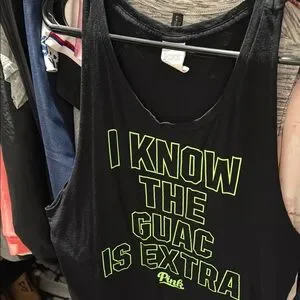 I KNOW
THE
GUAC
IS EXTRA
Pink